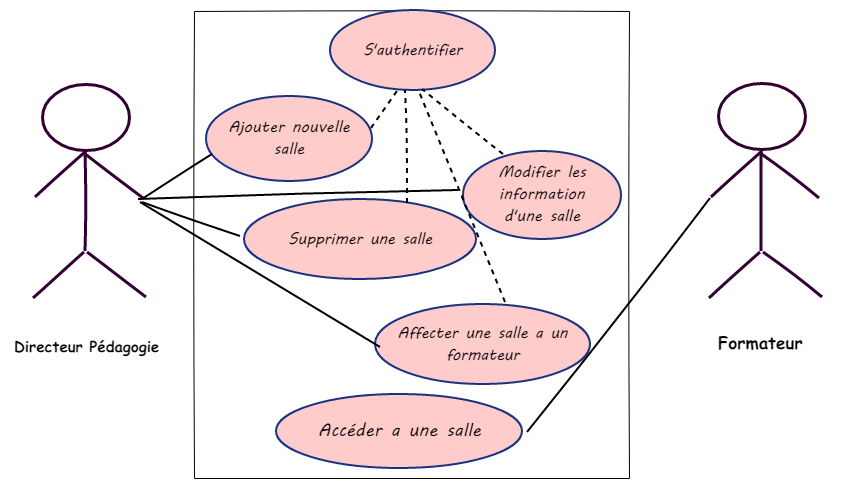 S'authentifier
Ajouter nouvelle
salle
Modifier les
information
d'une salle
Supprimer une salle
Affecter une salle a un
formateur
Accéder a une salle
Directeur Pédagogie
Formateur